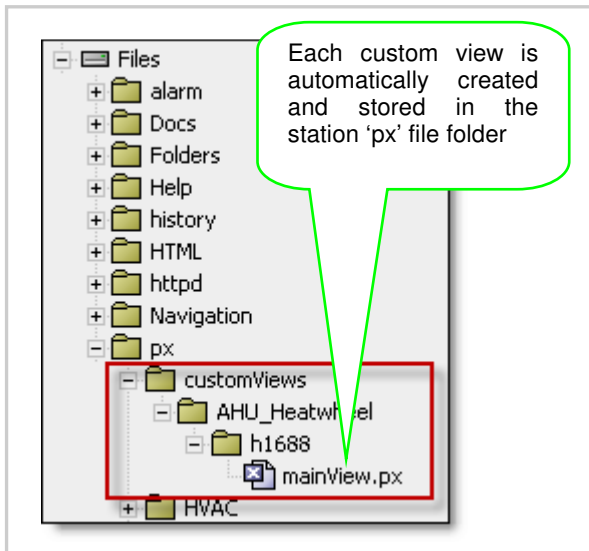 Files
alarm
Docs
Folders
Help
history
HTML
httpd
Navigation
px
customViews
AHU_Heatwheel
h1688
mainView.px
HVAC
Each custom view is
automatically created
and stored in the
station ‘px’ file folder